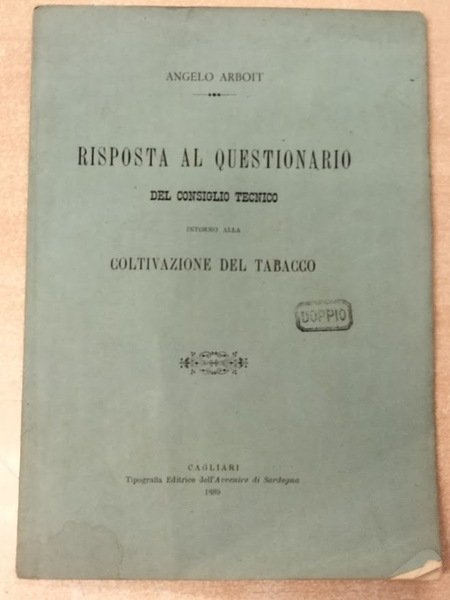 ANGELO ARBOIT
RISPOSTA AL QUESTIONARIO
DEL CONSIGLIO TECNICO
INTORNO ALLA
COLTIVAZIONE DEL TABACCO
DOPPIO
CAGLIARI
Tipografia Editrice dell'Avvenire di Sardegna